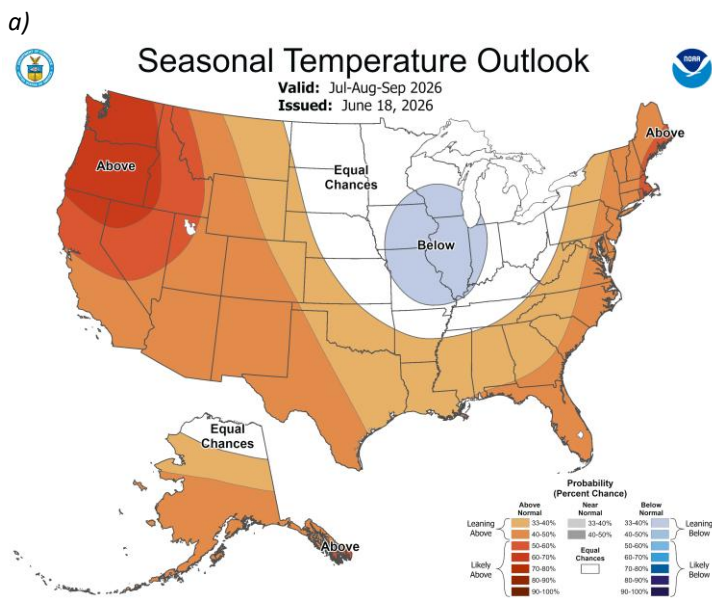 a)
Seasonal Temperature Outlook
Valid: Jul-Aug-Sep 2026
Issued: June 18, 2026
NOAA
Above
Equal
Chances
Above
Below
Equal
Chances
Above
Probability
(Percent Chance)
Above
Normal
Near
Normal
Below
Normal
Leaning
Above
33-40%
33-40%
33-40%
Leaning
Below
40-50%
40-50%
40-50%
Likely
Above
50-60%
Equal
Chances
50-60%
Likely
Below
60-70%
60-70%
70-80%
70-80%
80-90%
80-90%
90-100%
90-100%